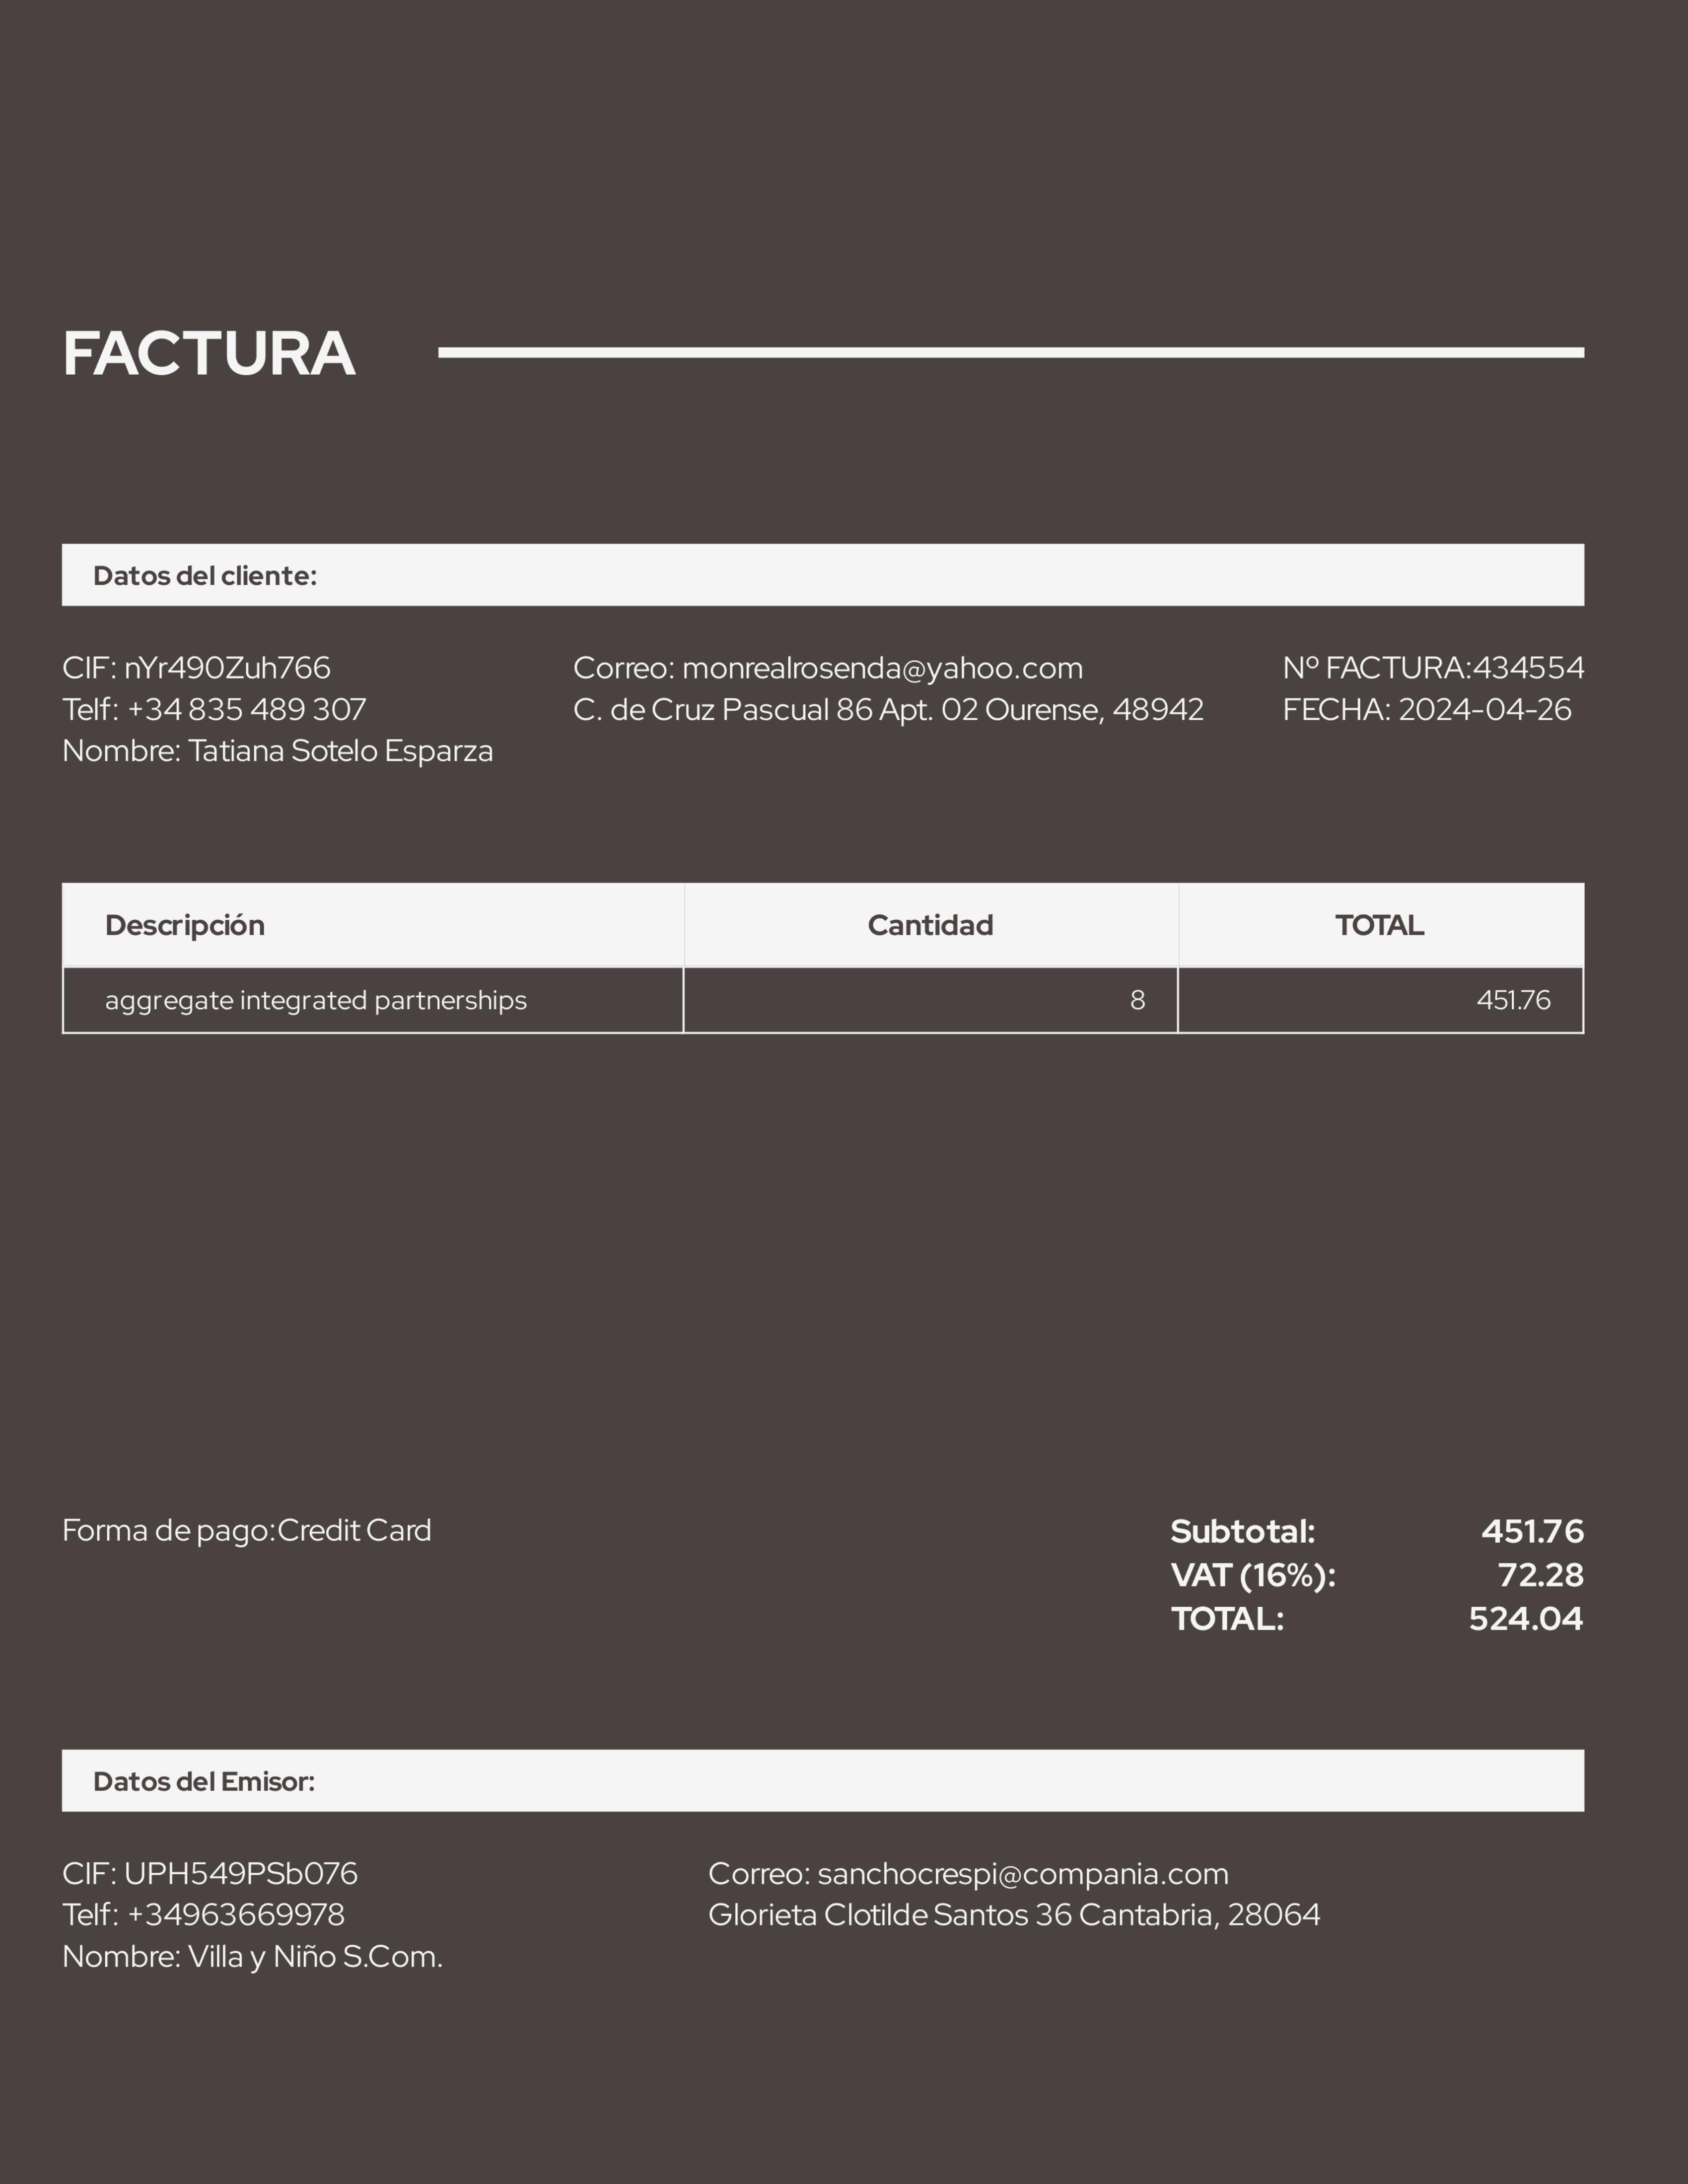 FACTURA
Datos del cliente:
CIF: nYr490Zuh766
Telf: +34 835 489 307
Nombre: Tatiana Sotelo Esparza
Correo: monrealrosenda@yahoo.com
C. de Cruz Pascual 86 Apt. 02 Ourense, 48942
Nº FACTURA:434554
FECHA: 2024-04-26
Descripción Cantidad TOTAL
aggregate integrated partnerships 8 451.76
Forma de pago:Credit Card
Subtotal: 451.76
VAT (16%): 72.28
TOTAL: 524.04
Datos del Emisor:
CIF: UPH549PSb076
Telf: +34963669978
Nombre: Villa y Niño S.Com.
Correo: sanchocrespi@compania.com
Glorieta Clotilde Santos 36 Cantabria, 28064